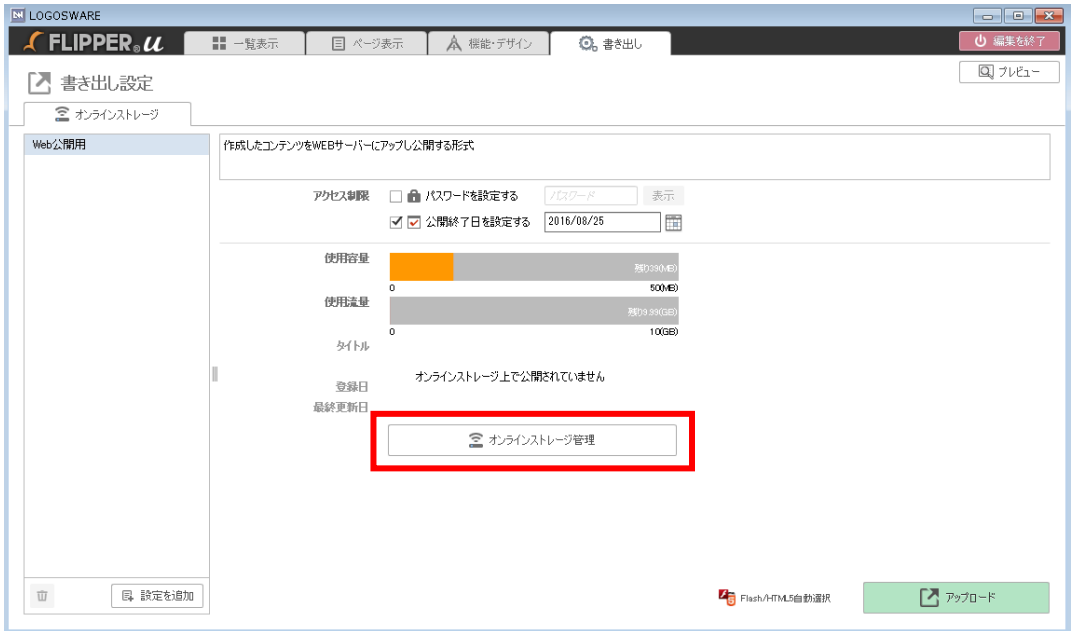 LOGOSWARE
FLIPPER® u
一覧表示
ページ表示
機能・デザイン
書き出し
編集を終了
書き出し設定
プレビュー
オンラインストレージ
Web公開用
作成したコンテンツをWEBサーバーにアップし公開する形式
アクセス制限
パスワードを設定する
パスワード
表示
公開終了日を設定する
2016/08/25
使用容量
残り39(MB)
0
50(MB)
使用流量
残り9.99(GB)
0
10(GB)
タイトル
オンラインストレージ上で公開されていません
登録日
最終更新日
オンラインストレージ管理
設定を追加
Flash/HTML5自動選択
アップロード